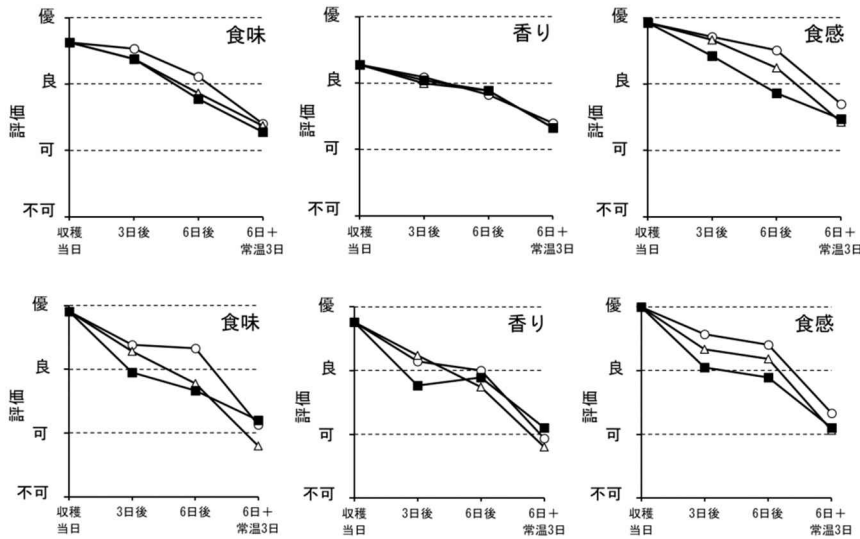 食味
優
良
評価
可
不可
収穫
当日
3日後
6日後
6日+
常温3日
香り
優
良
評価
可
不可
収穫
当日
3日後
6日後
6日+
常温3日
食感
優
良
評価
可
不可
収穫
当日
3日後
6日後
6日+
常温3日
食味
優
良
評価
可
不可
収穫
当日
3日後
6日後
6日+
常温3日
香り
優
良
評価
可
不可
収穫
当日
3日後
6日後
6日+
常温3日
食感
優
良
評価
可
不可
収穫
当日
3日後
6日後
6日+
常温3日